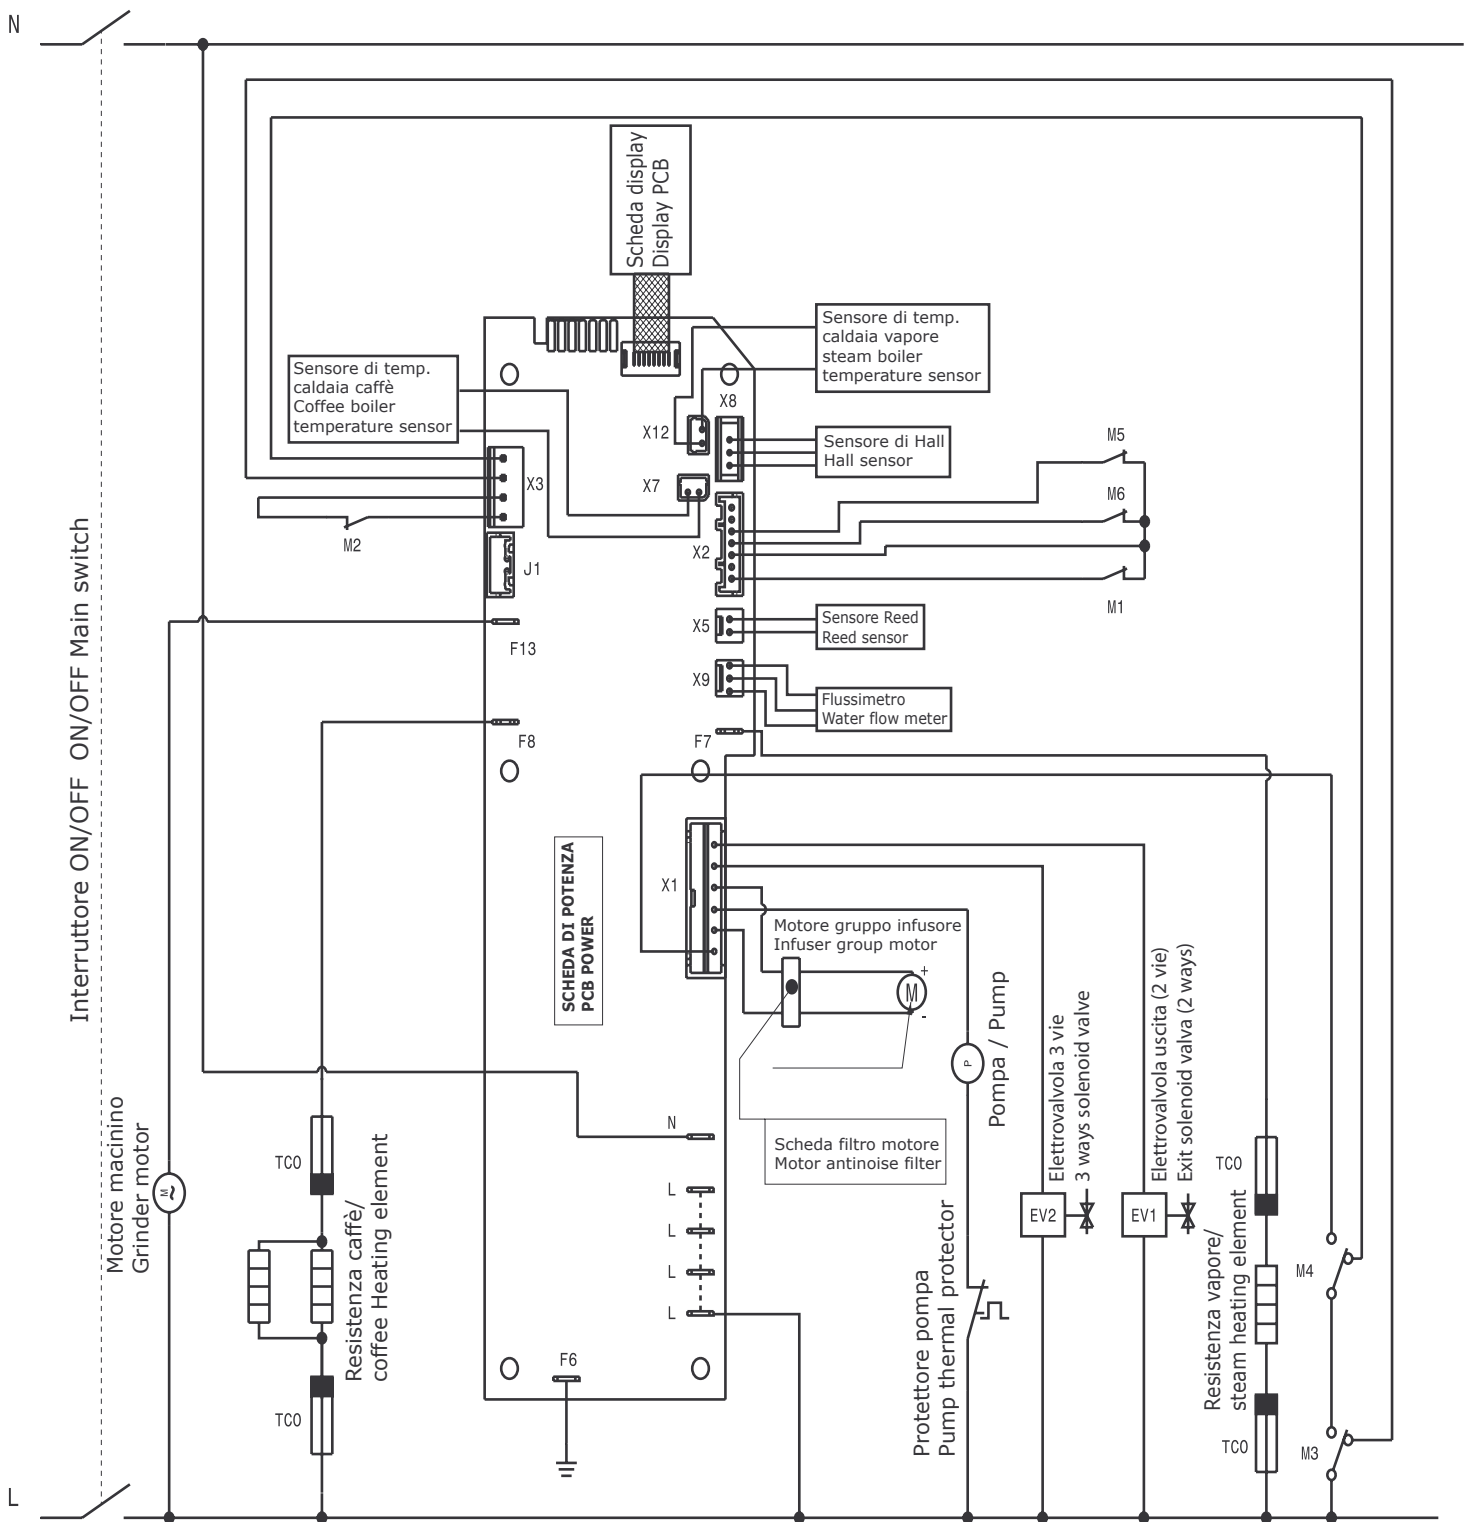 N
Scheda display
Display PCB
Sensore di temp.
caldaia vapore
steam boiler
temperature sensor
Sensore di temp.
caldaia caffè
Coffee boiler
temperature sensor
X8
X12
Sensore di Hall
Hall sensor
M5
X3
X7
M6
M2
X2
J1
M1
X5
Sensore Reed
Reed sensor
F13
X9
Flussimetro
Water flow meter
F8
F7
Interruttore ON/OFF ON/OFF Main switch
SCHEDA DI POTENZA
PCB POWER
X1
Motore gruppo infusore
Infuser group motor
+
M
-
Pompa / Pump
P
Elettrovalvola 3 vie
3 ways solenoid valve
Elettrovalvola uscita (2 vie)
Exit solenoid valva (2 ways)
N
Scheda filtro motore
Motor antinoise filter
TCO
TCO
Motore macinino
Grinder motor
M
~
L
L
L
L
EV2
EV1
Resistenza caffè/
coffee Heating element
Protettore pompa
Pump thermal protector
Resistenza vapore/
steam heating element
M4
F6
TCO
TCO
M3
L